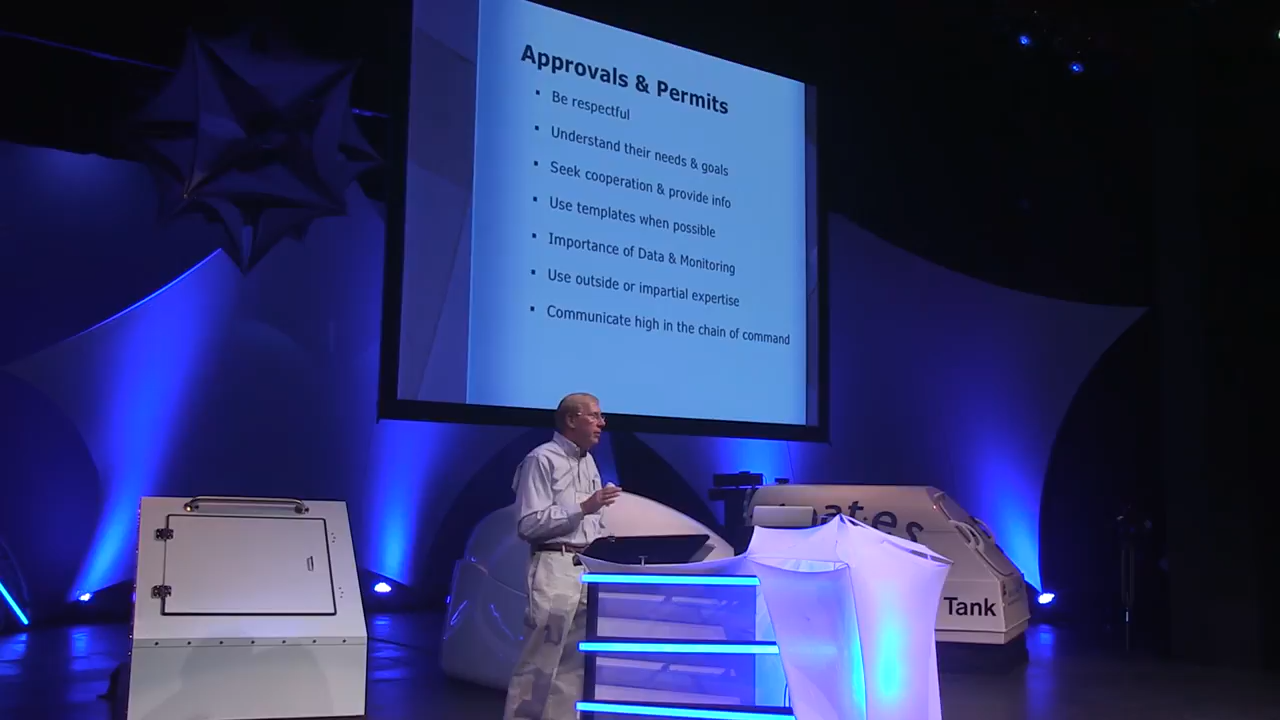 Approvals & Permits
▪ Be respectful
▪ Understand their needs & goals
▪ Seek cooperation & provide info
▪ Use templates when possible
▪ Importance of Data & Monitoring
▪ Use outside or impartial expertise
▪ Communicate high in the chain of command
Tank